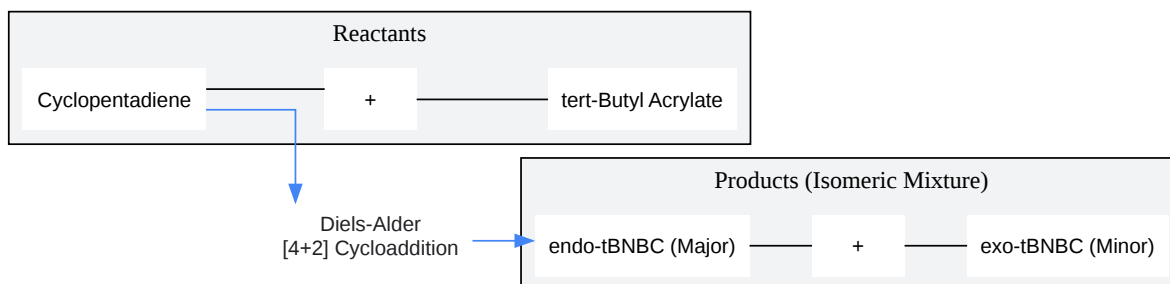 Reactants
Cyclopentadiene
+
tert-Butyl Acrylate
Diels-Alder
[4+2] Cycloaddition
Products (Isomeric Mixture)
endo-tBNBC (Major)
+
exo-tBNBC (Minor)